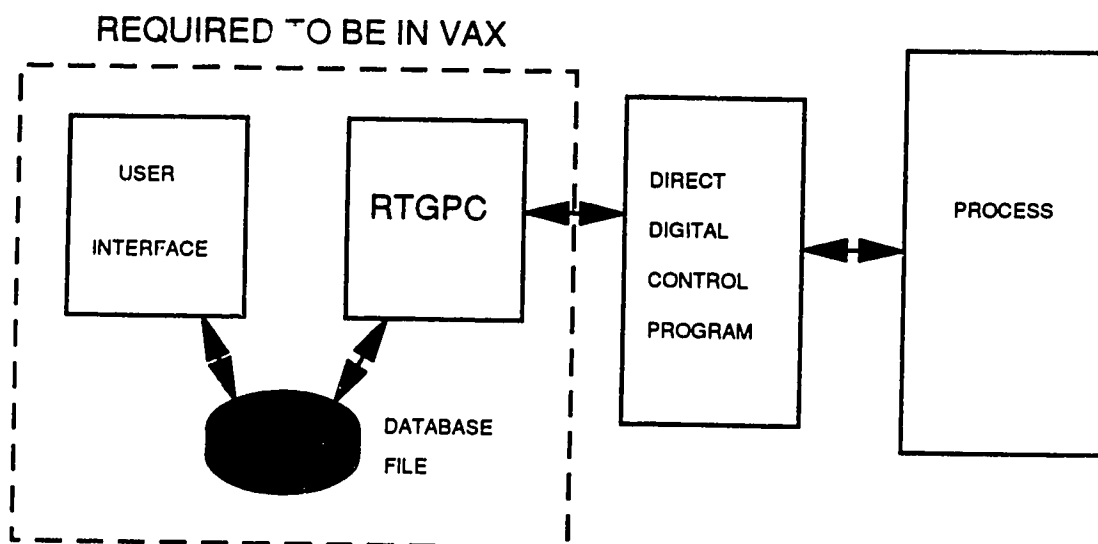 REQUIRED TO BE IN VAX
USER
INTERFACE
RTGPC
DATABASE
FILE
DIRECT
DIGITAL
CONTROL
PROGRAM
PROCESS